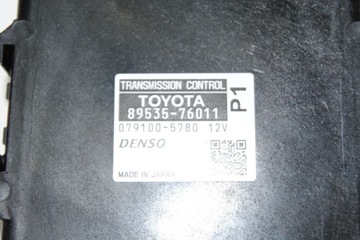 TRANSMISSION CONTROL
TOYOTA
89535-76011
P1
079100-5780 12V
DENSO
MADE IN JAPAN